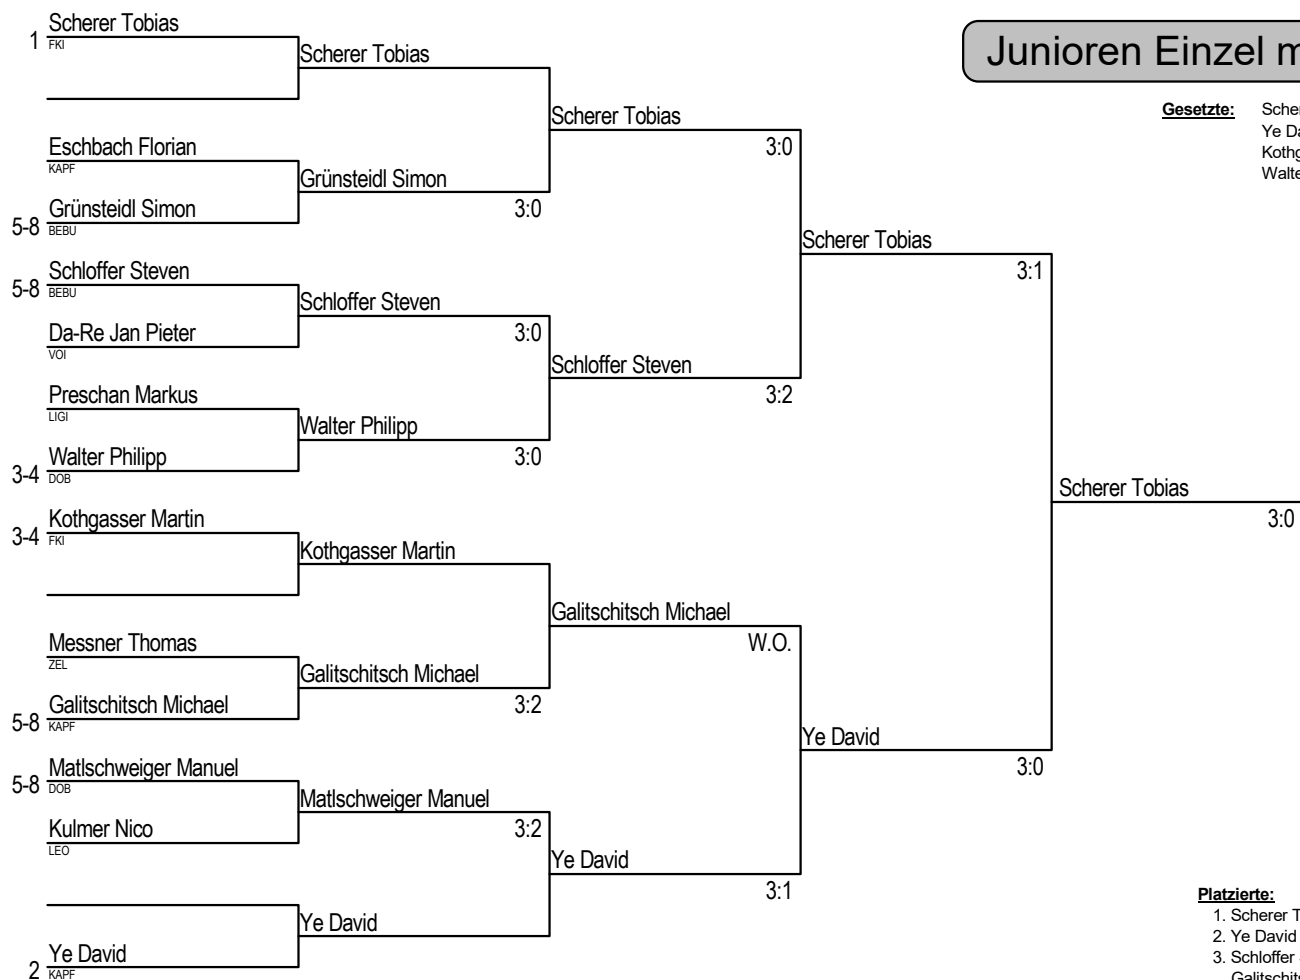 Scherer Tobias
1 FKI
Scherer Tobias
Junioren Einzel
Gesetzte:
Scherer Tobias
Ye
Eschbach Florian
KAPF
3:0
Grünsteidl Simon
Grünsteidl Simon
3:0
5-8 BEBU
Scherer Tobias
Schloffer Steven
3:1
5-8 BEBU
Schloffer Steven
Da-Re Jan Pieter
3:0
VOI
Schloffer Steven
Preschan Markus
3:2
LIGI
Walter Philipp
Walter Philipp
3:0
3-4 DOB
Scherer Tobias
3:0
Kothgasser Martin
3-4 FKI
Kothgasser Martin
Galitschitsch Michael
Messner Thomas
W.O.
ZEL
Galitschitsch Michael
Galitschitsch Michael
3:2
5-8 KAPF
Ye David
Matlschweiger Manuel
3:0
5-8 DOB
Matlschweiger Manuel
Kulmer Nico
3:2
LEO
Ye David
3:1
Platzierte:
1. Scherer
Ye David
2. Ye David
Ye David
3. Schloffer
2 KAPF